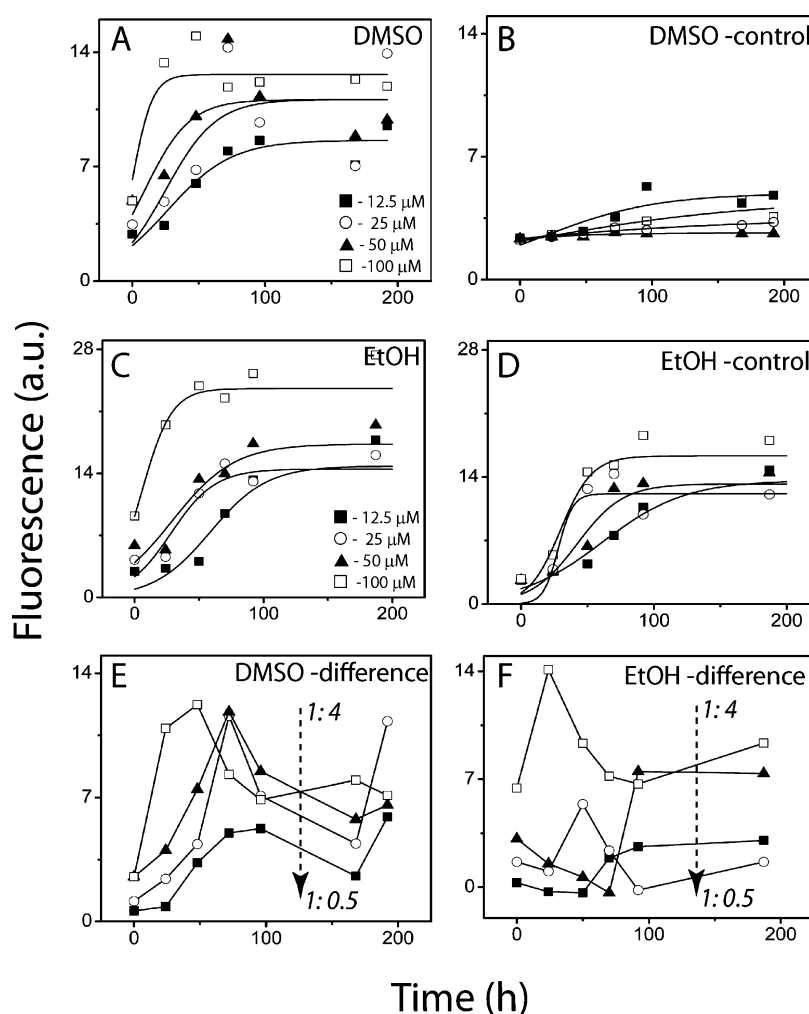 A DMSO
14
7
0
0 100 200
■ - 12.5 μM
○ - 25 μM
▲ - 50 μM
□ -100 μM
B DMSO -control
14
7
0
0 100 200
C EtOH
28
14
0
0 100 200
■ - 12.5 μM
○ - 25 μM
▲ - 50 μM
□ -100 μM
D EtOH -control
28
14
0
0 100 200
E DMSO -difference
14
7
0
0 100 200
1: 4
1: 0.5
F EtOH -difference
14
7
0
0 100 200
1: 4
1: 0.5
Fluorescence (a.u.)
Time (h)